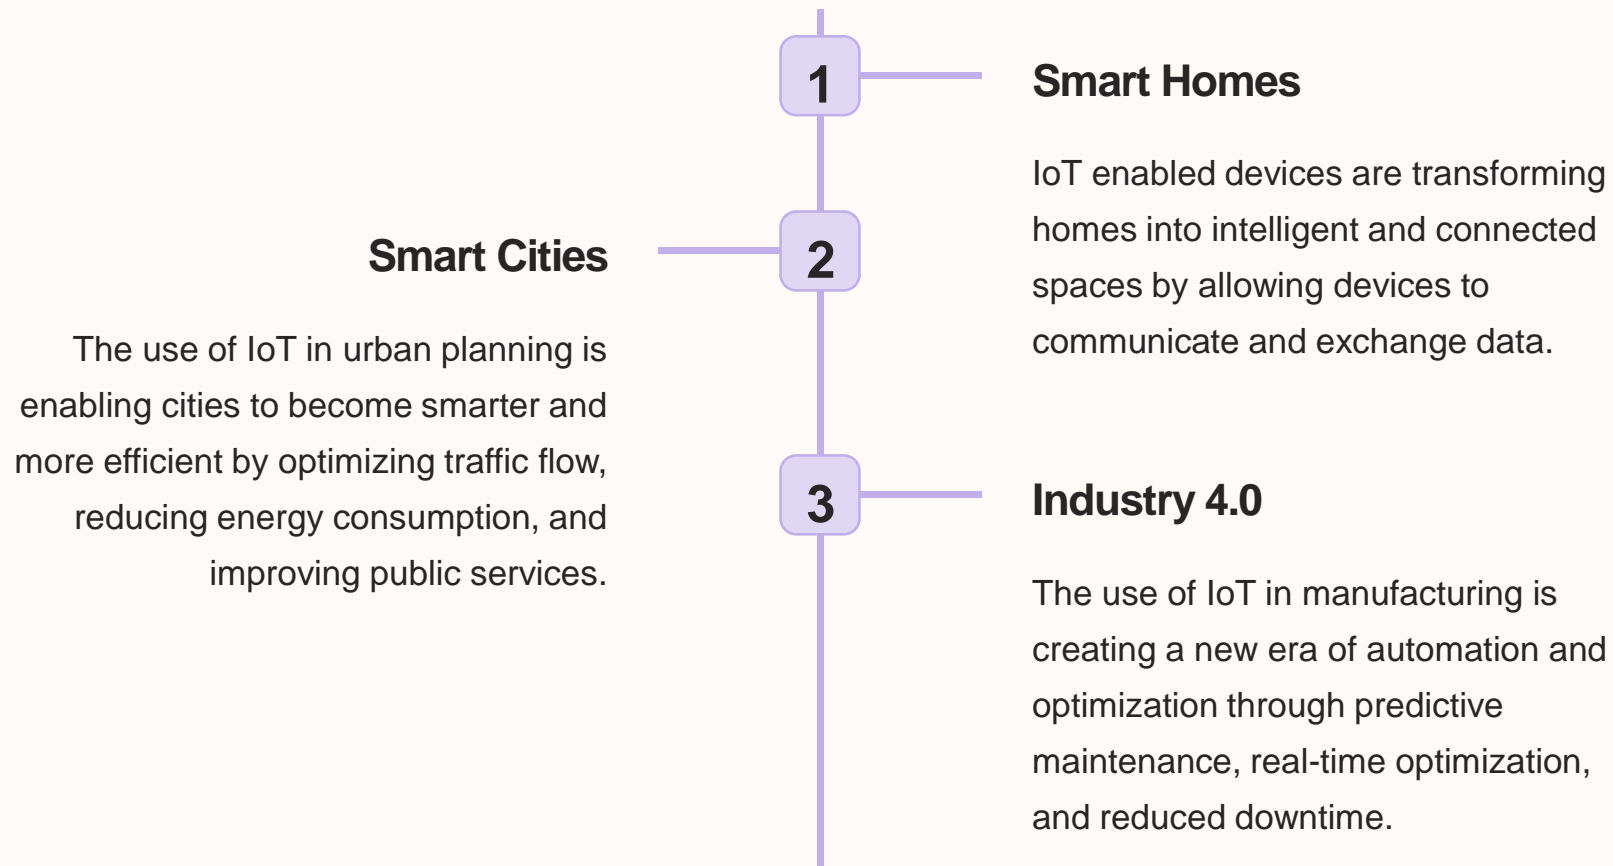 1
Smart Homes
IoT enabled devices are transforming
homes into intelligent and connected
spaces by allowing devices to
communicate and exchange data.
2
Smart Cities
The use of IoT in urban planning is
enabling cities to become smarter and
more efficient by optimizing traffic flow,
reducing energy consumption, and
improving public services.
3
Industry 4.0
The use of IoT in manufacturing is
creating a new era of automation and
optimization through predictive
maintenance, real-time optimization,
and reduced downtime.